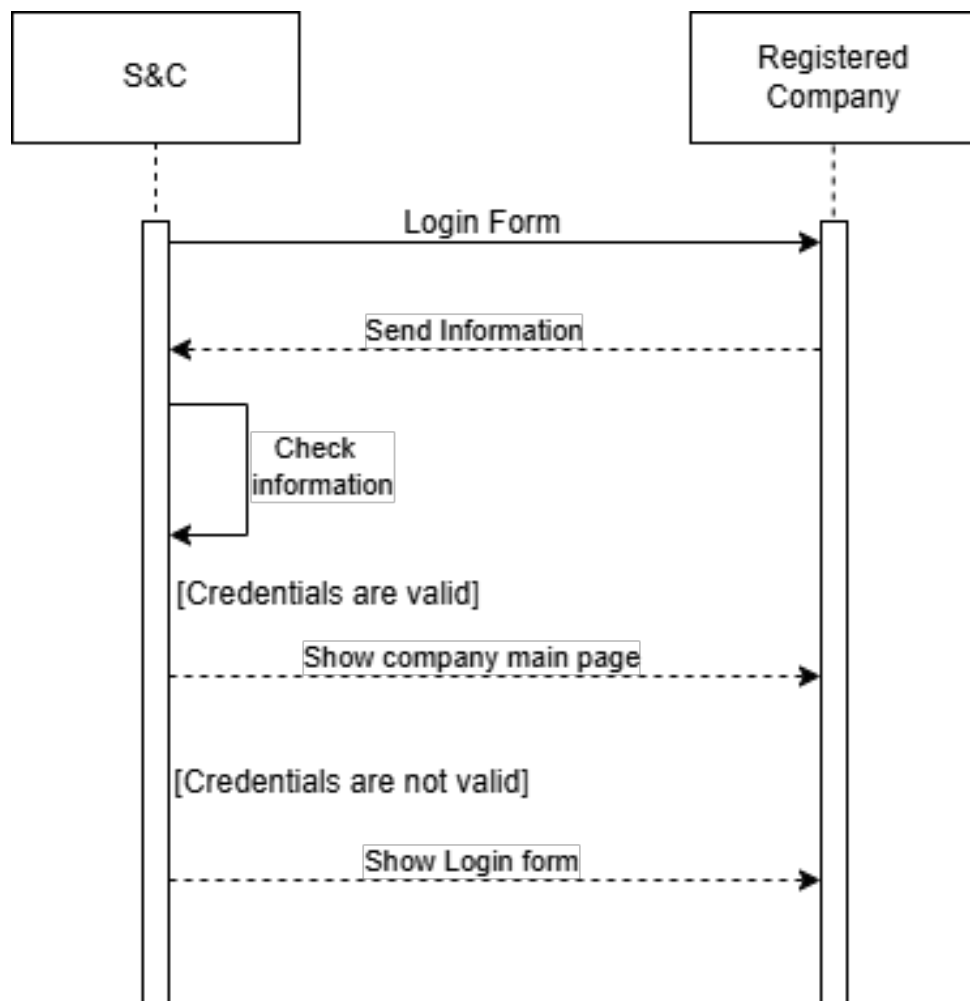 S&C
Registered
Company
Login Form
Send Information
Check
information
[Credentials are valid]
Show company main page
[Credentials are not valid]
Show Login form